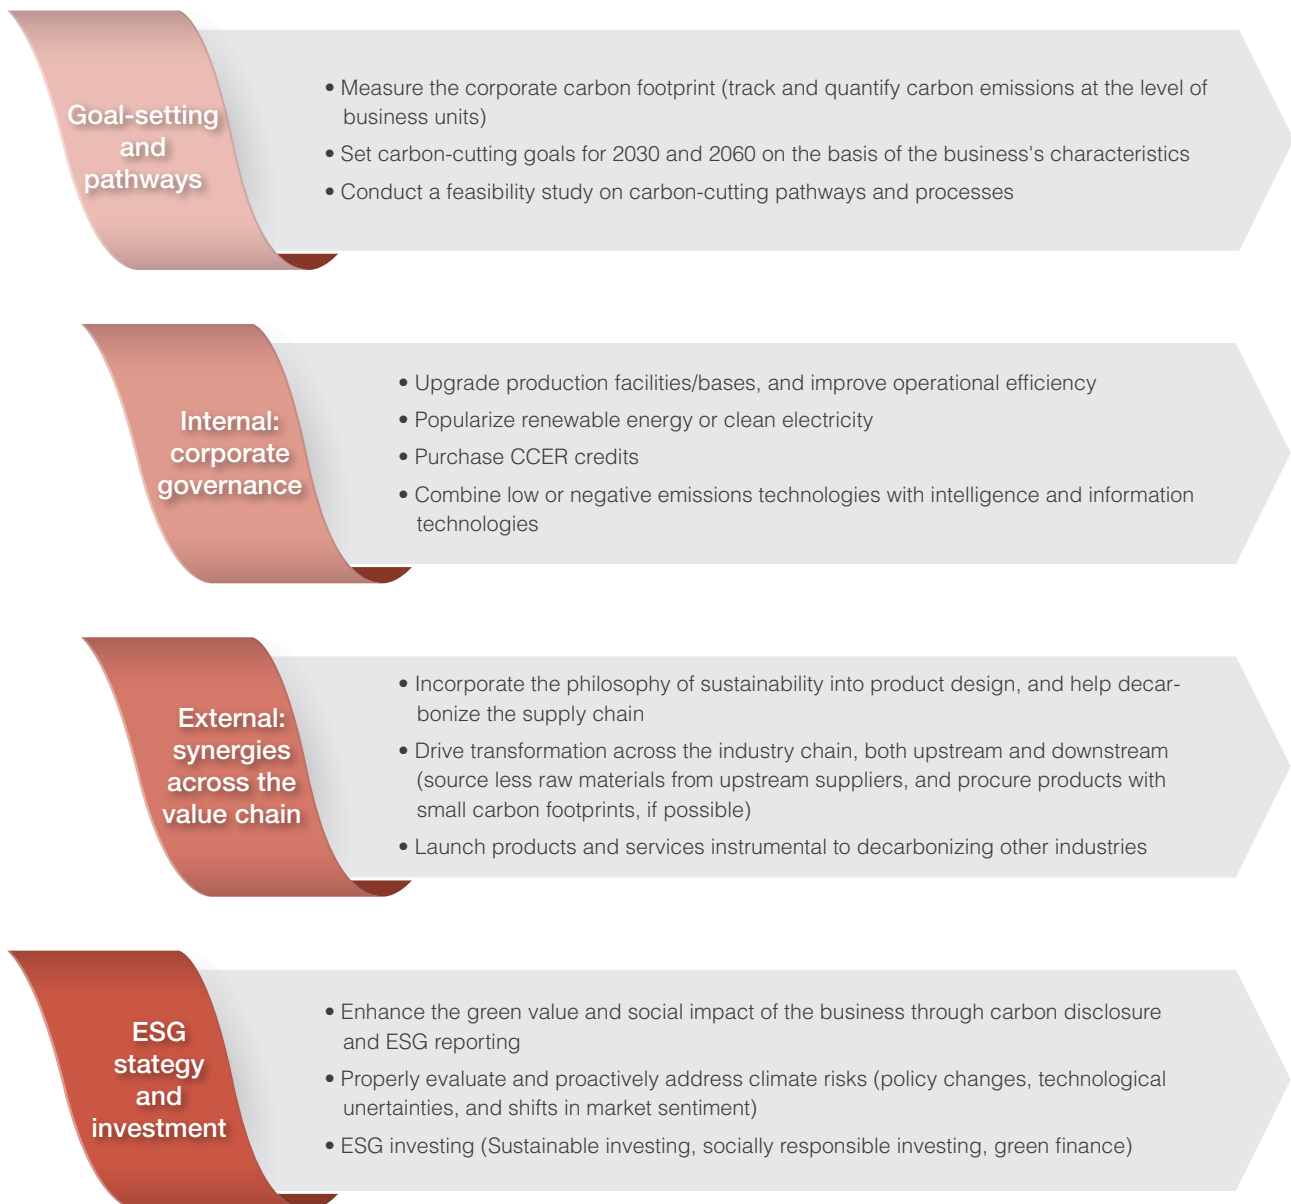 Goal-setting
and
pathways
• Measure the corporate carbon footprint (track and quantify carbon emissions at the level of
business units)
• Set carbon-cutting goals for 2030 and 2060 on the basis of the business's characteristics
• Conduct a feasibility study on carbon-cutting pathways and processes
Internal:
corporate
governance
• Upgrade production facilities/bases, and improve operational efficiency
• Popularize renewable energy or clean electricity
• Purchase CCER credits
• Combine low or negative emissions technologies with intelligence and information
technologies
External:
synergies
across the
value chain
• Incorporate the philosophy of sustainability into product design, and help decar-
bonize the supply chain
• Drive transformation across the industry chain, both upstream and downstream
(source less raw materials from upstream suppliers, and procure products with
small carbon footprints, if possible)
• Launch products and services instrumental to decarbonizing other industries
ESG
stategy
and
investment
• Enhance the green value and social impact of the business through carbon disclosure
and ESG reporting
• Properly evaluate and proactively address climate risks (policy changes, technological
unertainties, and shifts in market sentiment)
• ESG investing (Sustainable investing, socially responsible investing, green finance)